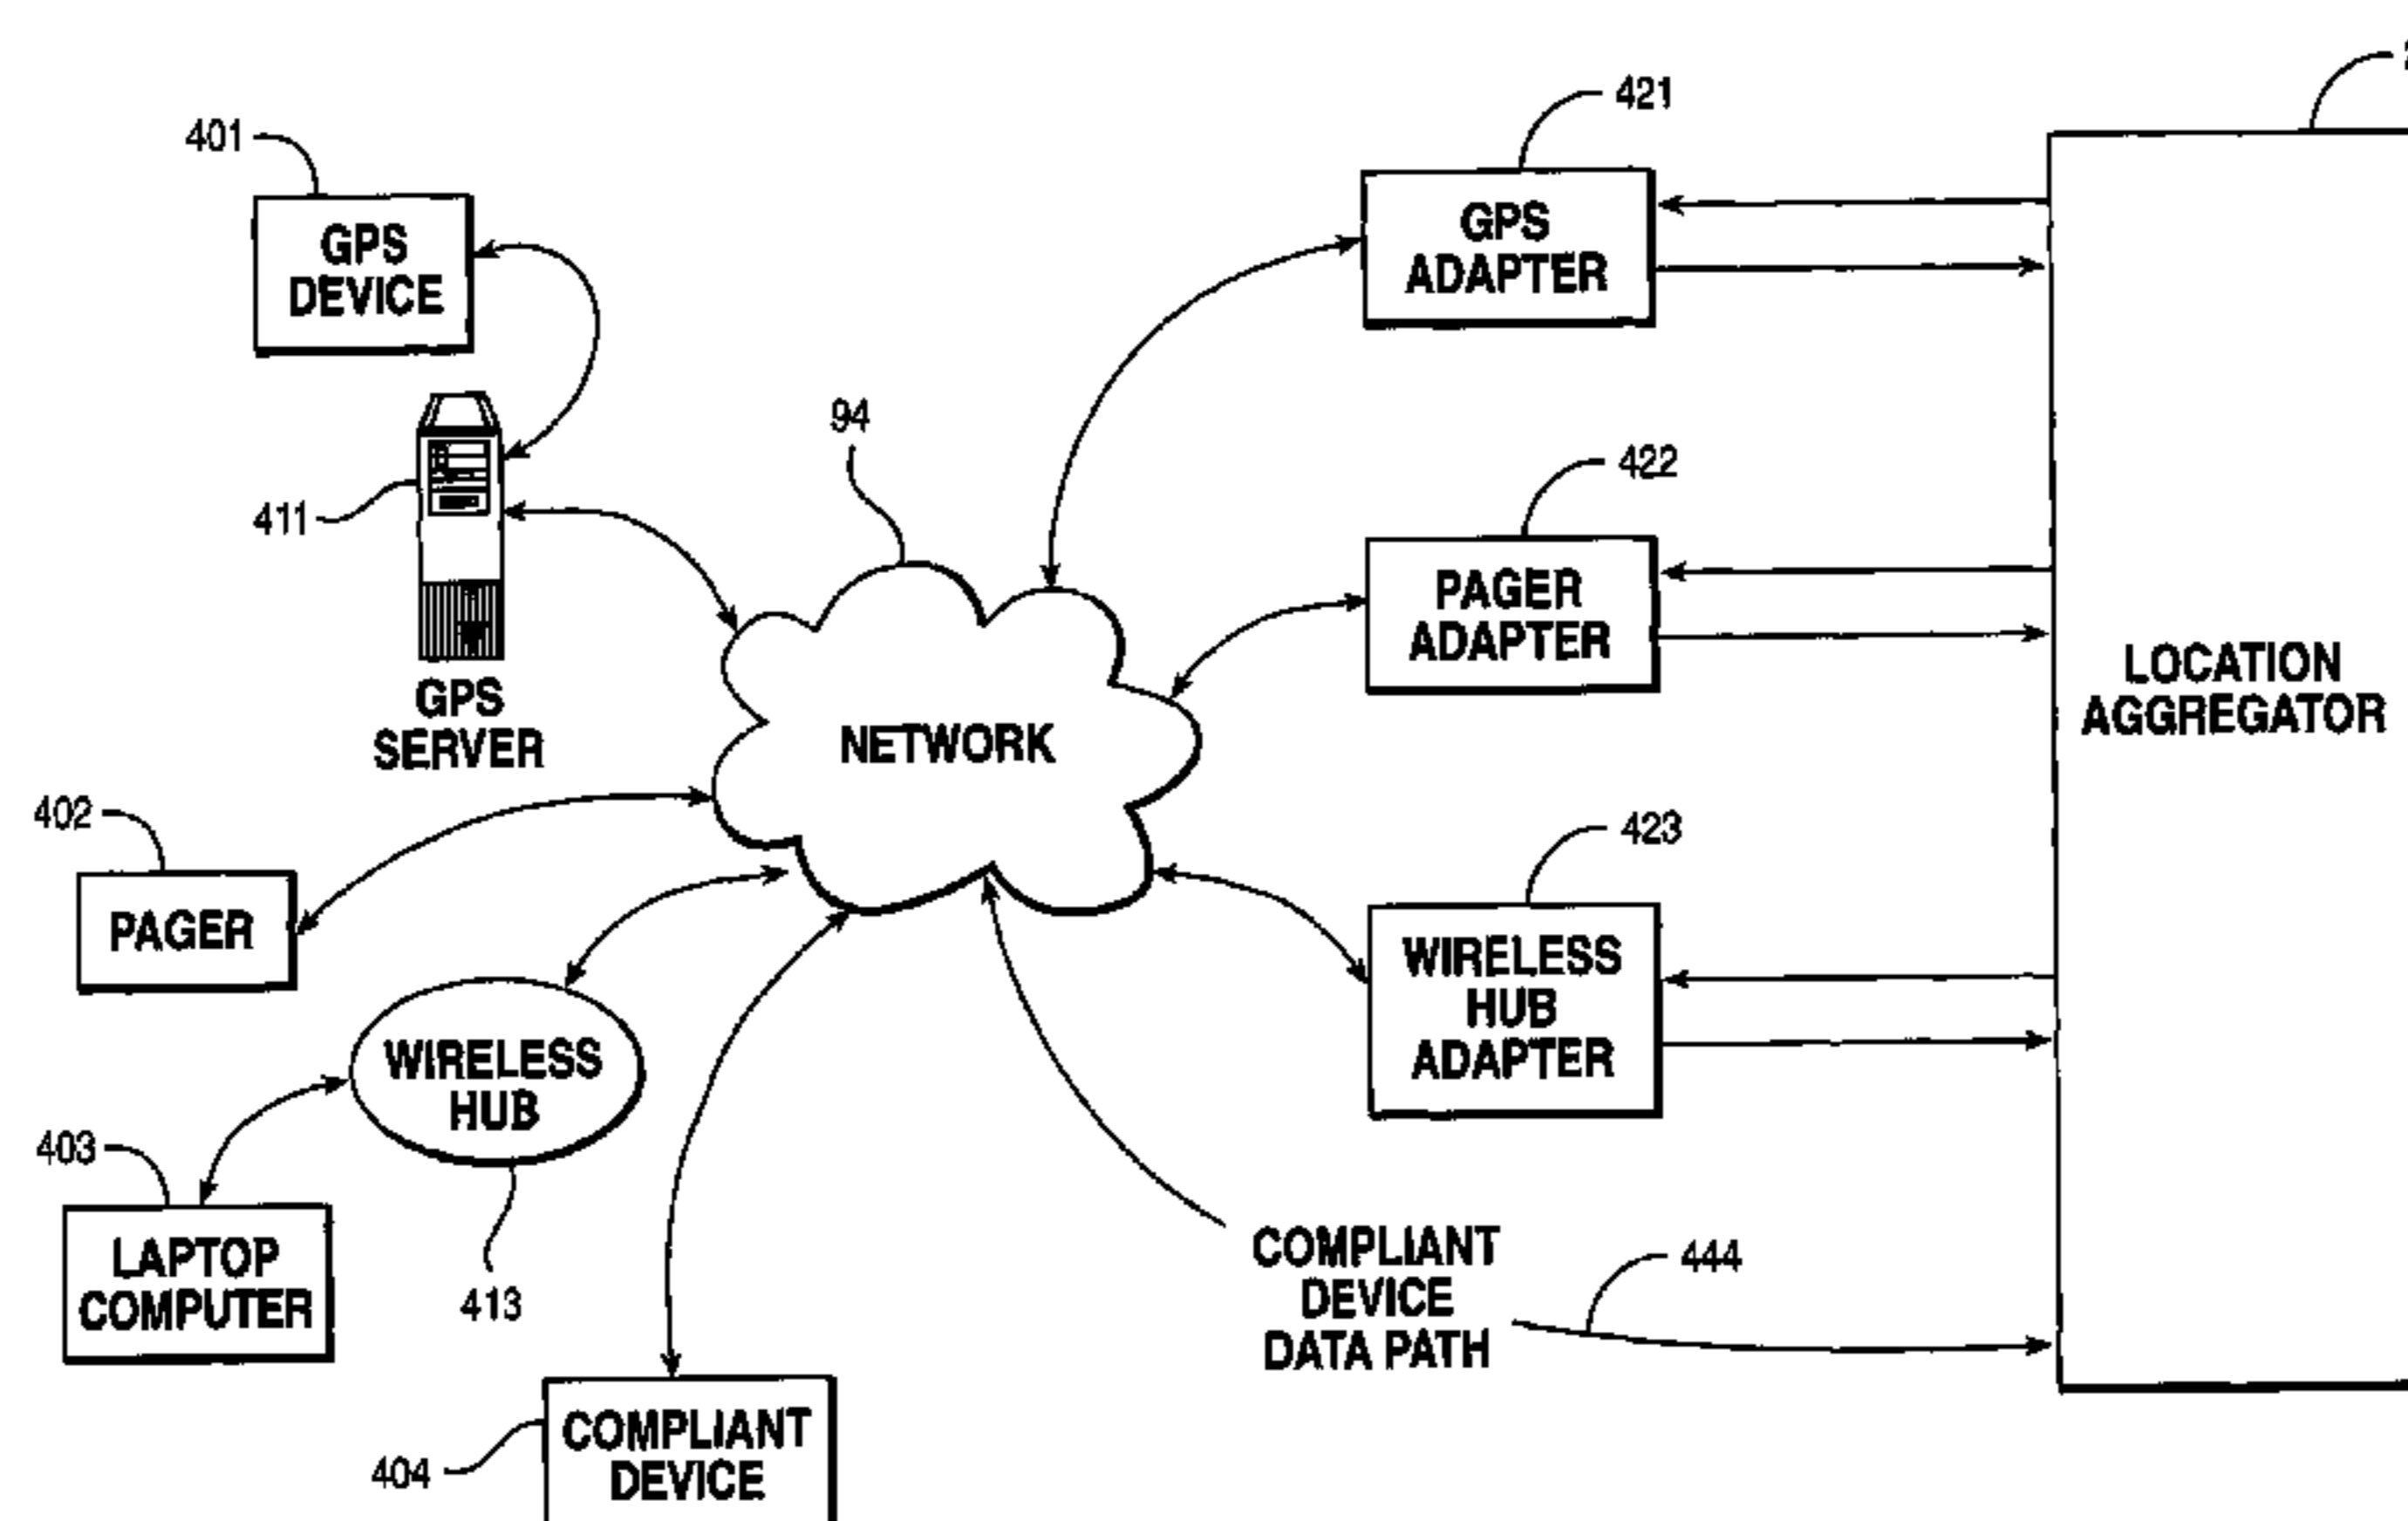 421
401
GPS
DEVICE
GPS
ADAPTER
94
422
411
PAGER
ADAPTER
GPS
SERVER
NETWORK
LOCATION
AGGREGATOR
402
423
PAGER
WIRELESS
HUB
ADAPTER
WIRELESS
HUB
403
LAPTOP
COMPUTER
413
COMPLIANT
DEVICE
DATA PATH
444
404
COMPLIANT
DEVICE